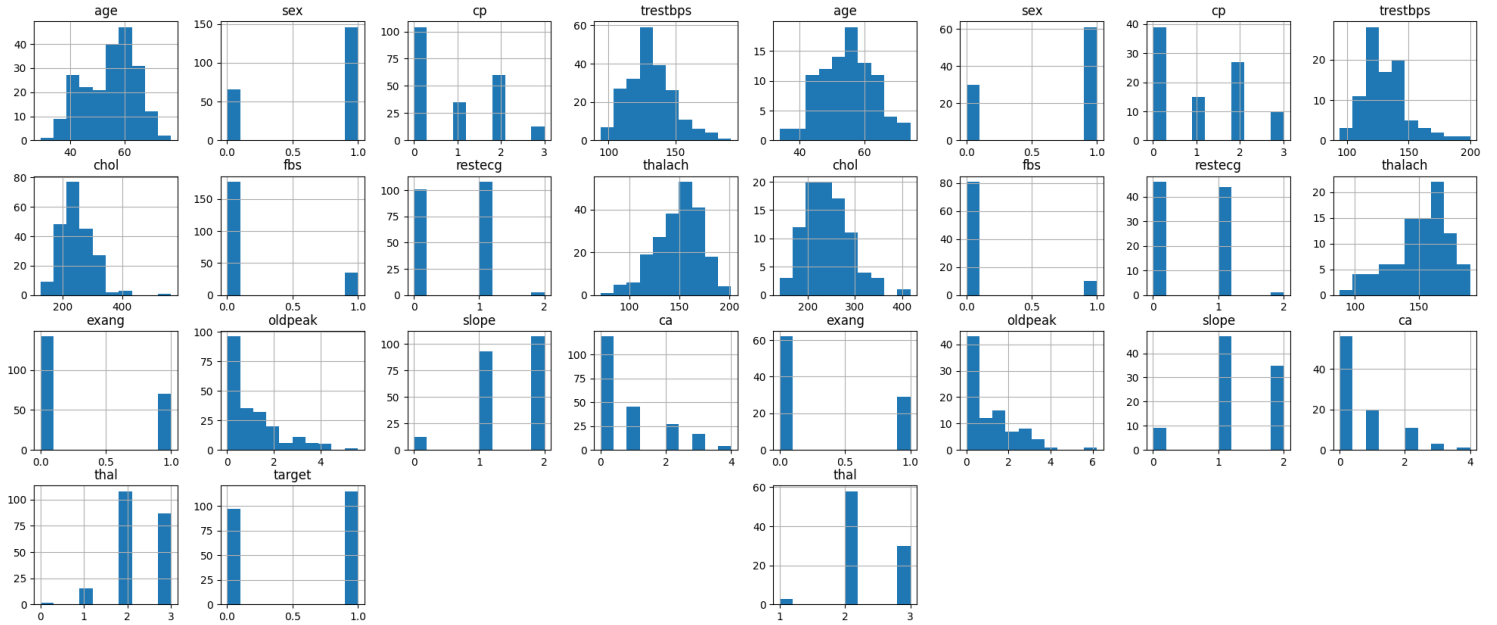 age sex cp trestbps age sex cp trestbps
40 30 20 10 0 150 100 50 0 100 75 50 25 0 60 40 20 0 15 10 5 0 60 40 20 0 40 30 20 10 0 20 10 0
40 60 0.0 0.5 1.0 0 1 2 3 100 150 40 60 0.0 0.5 1.0 0 1 2 3 100 150 200
chol fbs restecg thalach chol fbs restecg thalach
80 60 40 20 0 150 100 50 0 100 75 50 25 0 40 20 0 20 15 10 5 0 80 60 40 20 0 40 30 20 10 0 20 15 10 5 0
200 400 0.0 0.5 1.0 0 1 2 100 150 200 200 300 400 0.0 0.5 1.0 0 1 2 150
exang oldpeak slope ca exang oldpeak slope ca
100 50 0 100 75 50 25 0 100 75 50 25 0 100 75 50 25 0 60 40 20 0 40 30 20 10 0 40 30 20 10 0 40 20 0
0.0 0.5 1.0 0 2 4 0 1 2 0 2 4 0.0 0.5 1.0 0 2 4 6 0 1 2 0 2 4
thal target thal
100 75 50 25 0 100 75 50 25 0 60 40 20 0
0 1 2 3 0.0 0.5 1.0 1 2 3